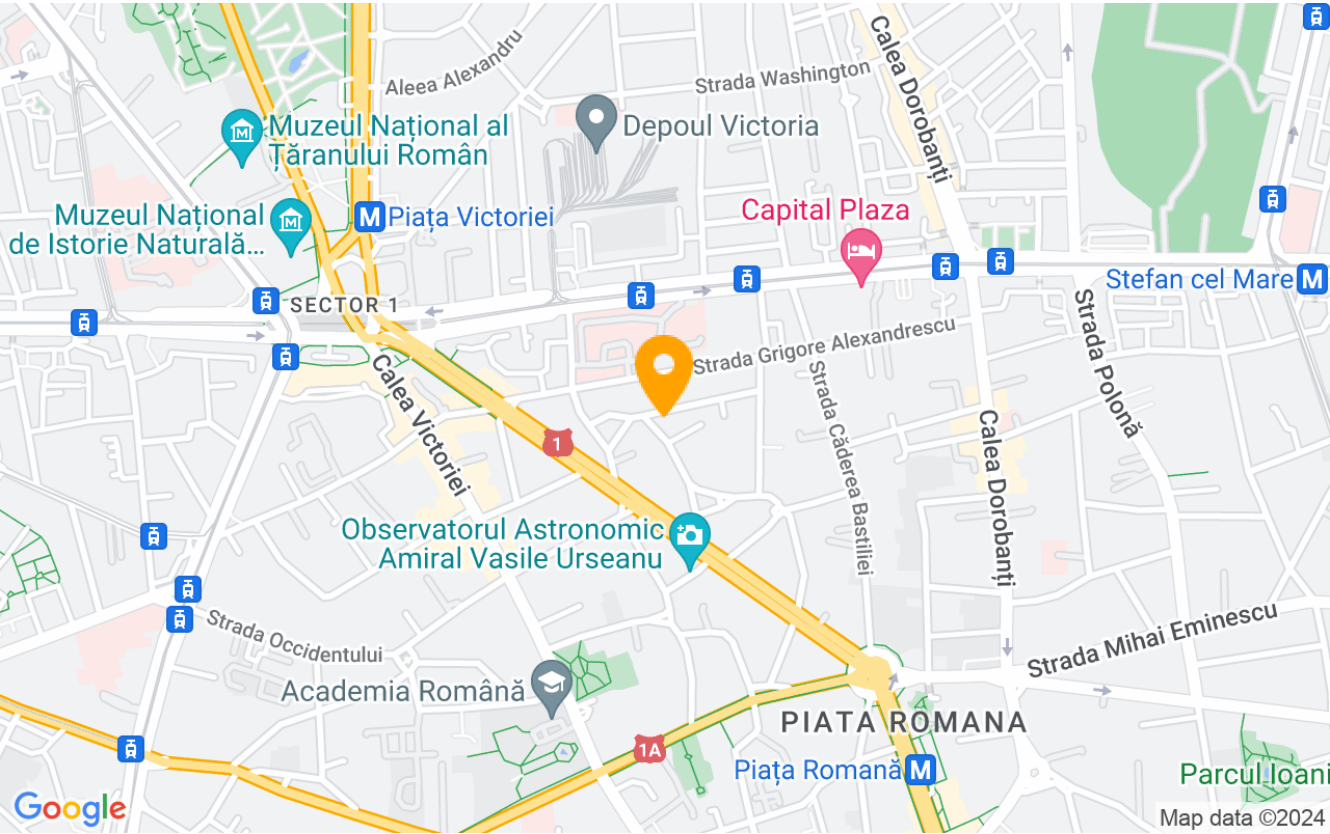 Aleea Alexandru
Strada Washington
Calea Dorobanți
Muzeul Național al
Țăranului Român
Depoul Victoria
Muzeul Național
de Istorie Naturală...
M Piața Victoriei
Capital Plaza
SECTOR 1
Stefan cel Mare M
Strada Grigore Alexandrescu
Strada Polonă
Calea Victoriei
Strada Căderea Bastiliei
Calea Dorobanți
1
Observatorul Astronomic
Amiral Vasile Urseanu
Strada Occidentului
Strada Mihai Eminescu
Academia Română
PIATA ROMANA
1A
Piața Romană M
Parcul Ioani
Google
Map data ©2024